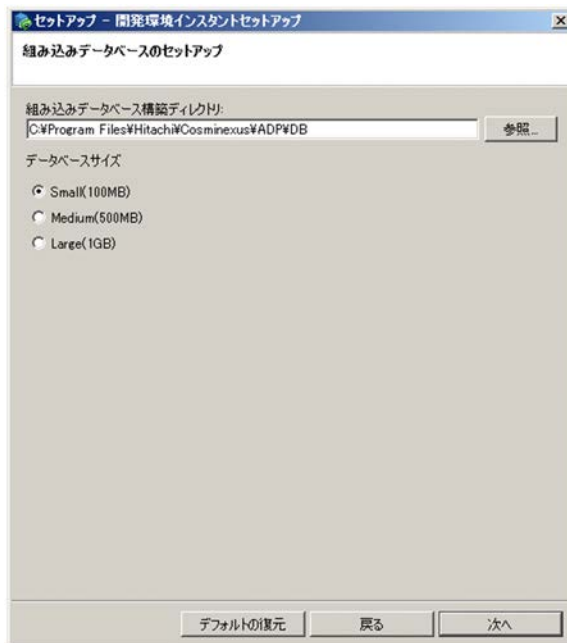 セットアップ - 開発環境インスタントセットアップ
組み込みデータベースのセットアップ
組み込みデータベース構築ディレクトリ:
C:¥Program Files¥Hitachi¥Cosminexus¥ADP¥DB
参照...
データベースサイズ
Small(100MB)
Medium(500MB)
Large(1GB)
デフォルトの復元
戻る
次へ